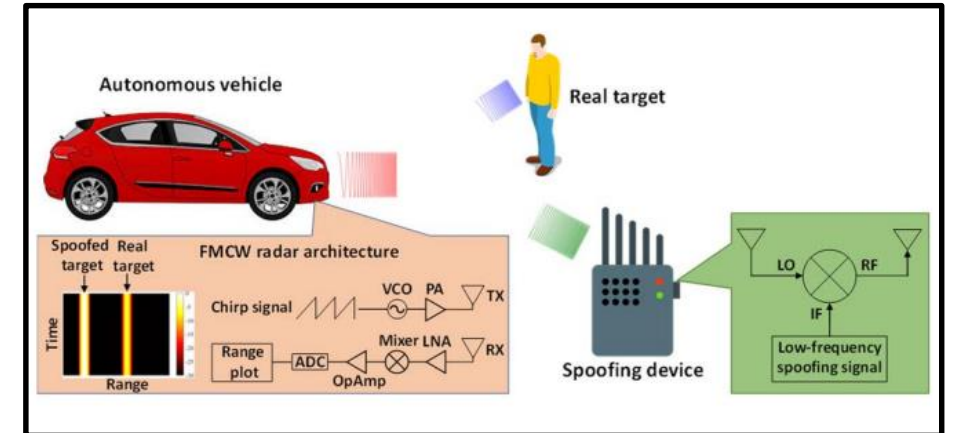 Autonomous vehicle
Real target
Spoofed Real
target target
FMCW radar architecture
Time
Range
Chirp signal
VCO PA
TX
Range
plot
ADC
OpAmp
Mixer LNA
RX
Spoofing device
LO
RF
IF
Low-frequency
spoofing signal